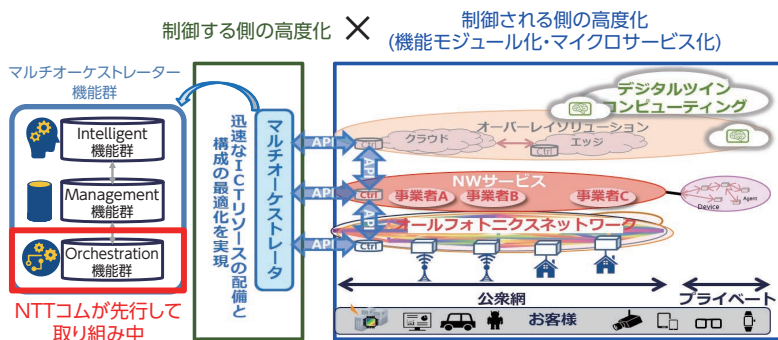 制御する側の高度化
×
制御される側の高度化
(機能モジュール化・マイクロサービス化)
マルチオーケストレーター
機能群
Intelligent
機能群
Management
機能群
Orchestration
機能群
NTTコムが先行して
取り組み中
マルチオーケストレータ
迅速なICTリソースの配備と
構成の最適化を実現
デジタルツイン
コンピューティング
オーバーレイソリューション
クラウド
エッジ
Ctrl
API
Ctrl
API
NWサービス
API
Ctrl
事業者A
事業者B
事業者C
Device
Agent
API
オールフォトニクスネットワーク
API
Ctrl
公衆網
プライベート
お客様